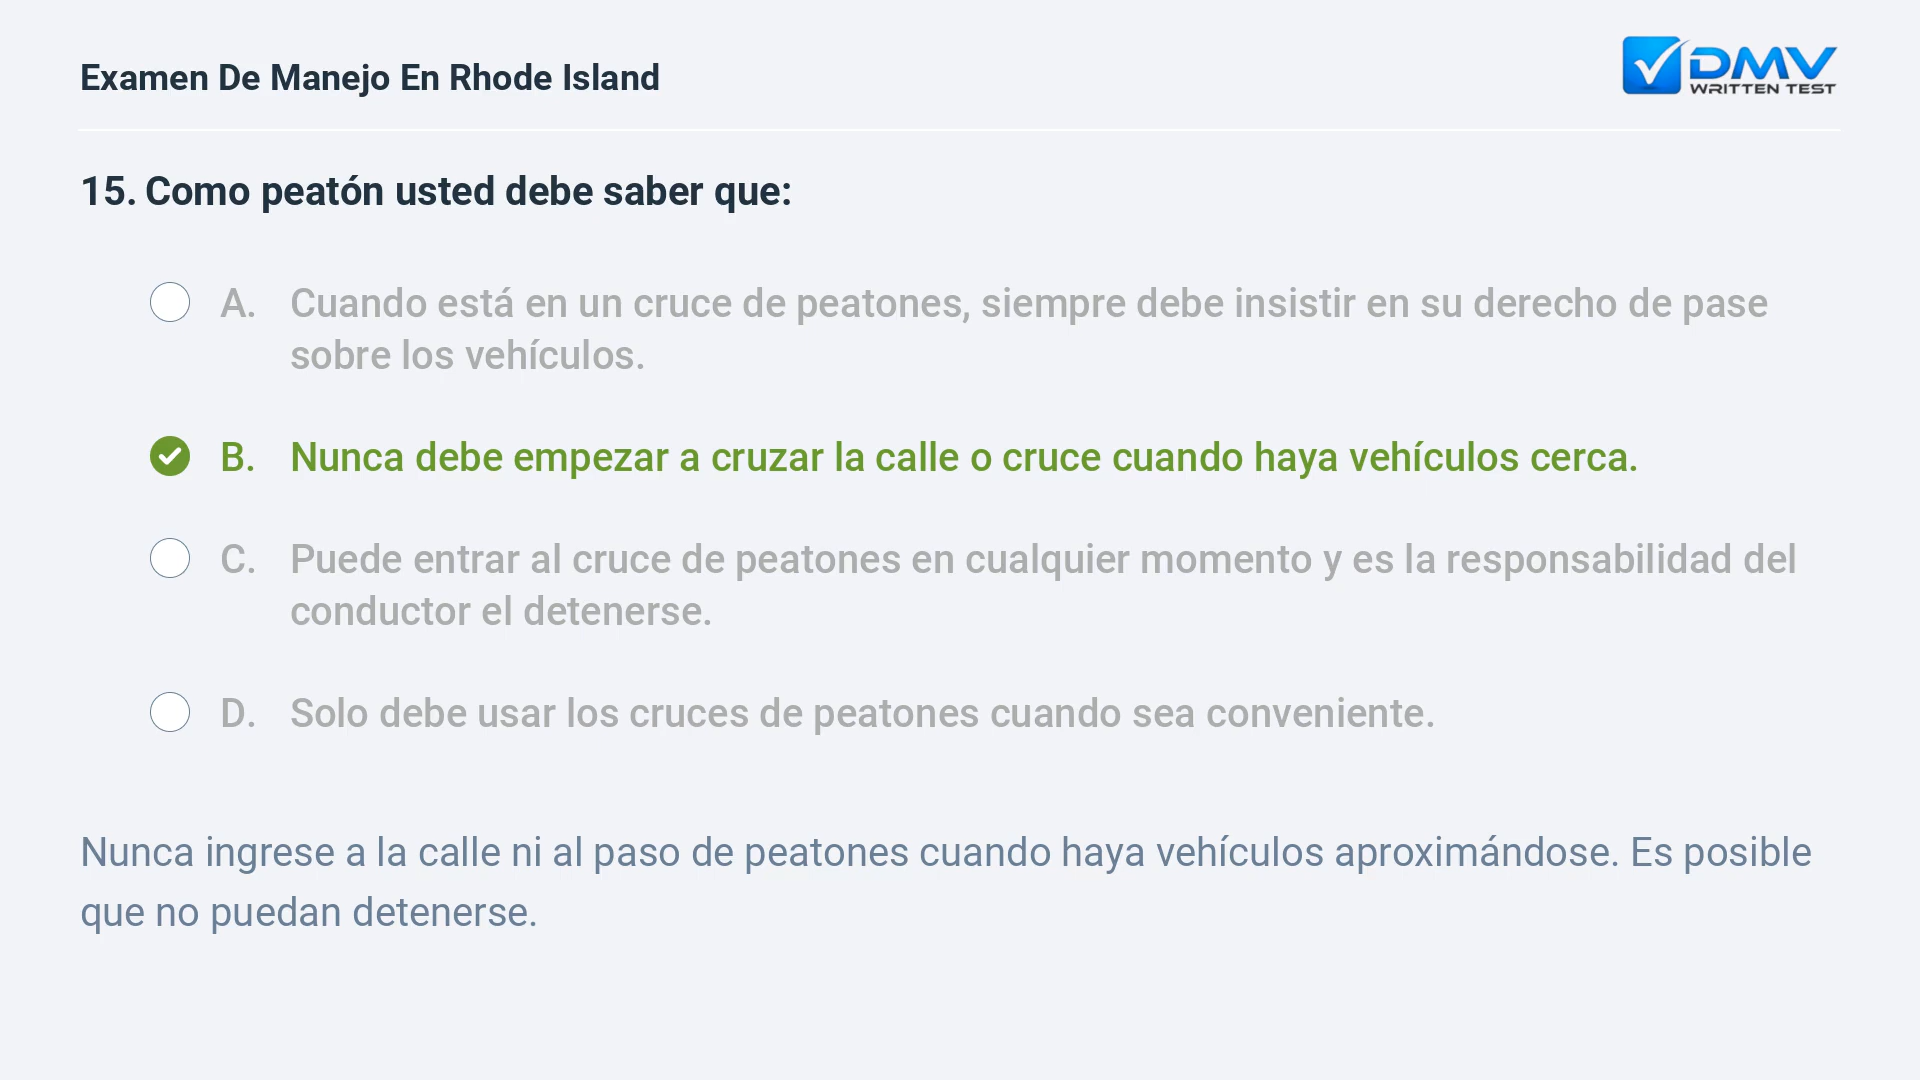 Examen De Manejo En Rhode Island
DMV
WRITTEN TEST
15. Como peatón usted debe saber que:
A. Cuando está en un cruce de peatones, siempre debe insistir en su derecho de pase
sobre los vehículos.
B. Nunca debe empezar a cruzar la calle o cruce cuando haya vehículos cerca.
C. Puede entrar al cruce de peatones en cualquier momento y es la responsabilidad del
conductor el detenerse.
D. Solo debe usar los cruces de peatones cuando sea conveniente.
Nunca ingrese a la calle ni al paso de peatones cuando haya vehículos aproximándose. Es posible
que no puedan detenerse.